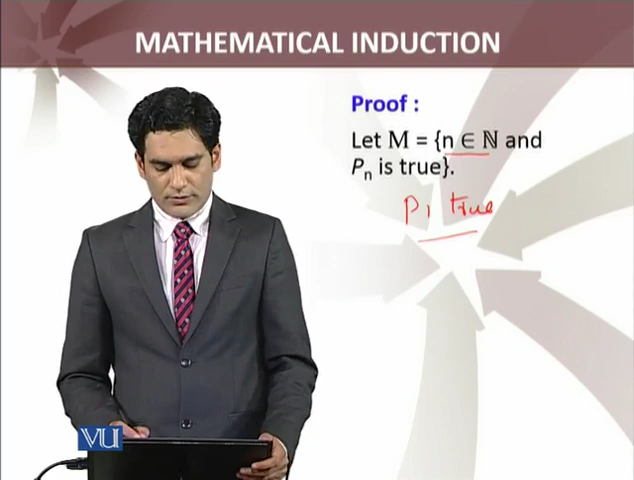 MATHEMATICAL INDUCTION
Proof :
Let M = {n ∈ ℕ and
Pₙ is true}.
P₁ true
VU